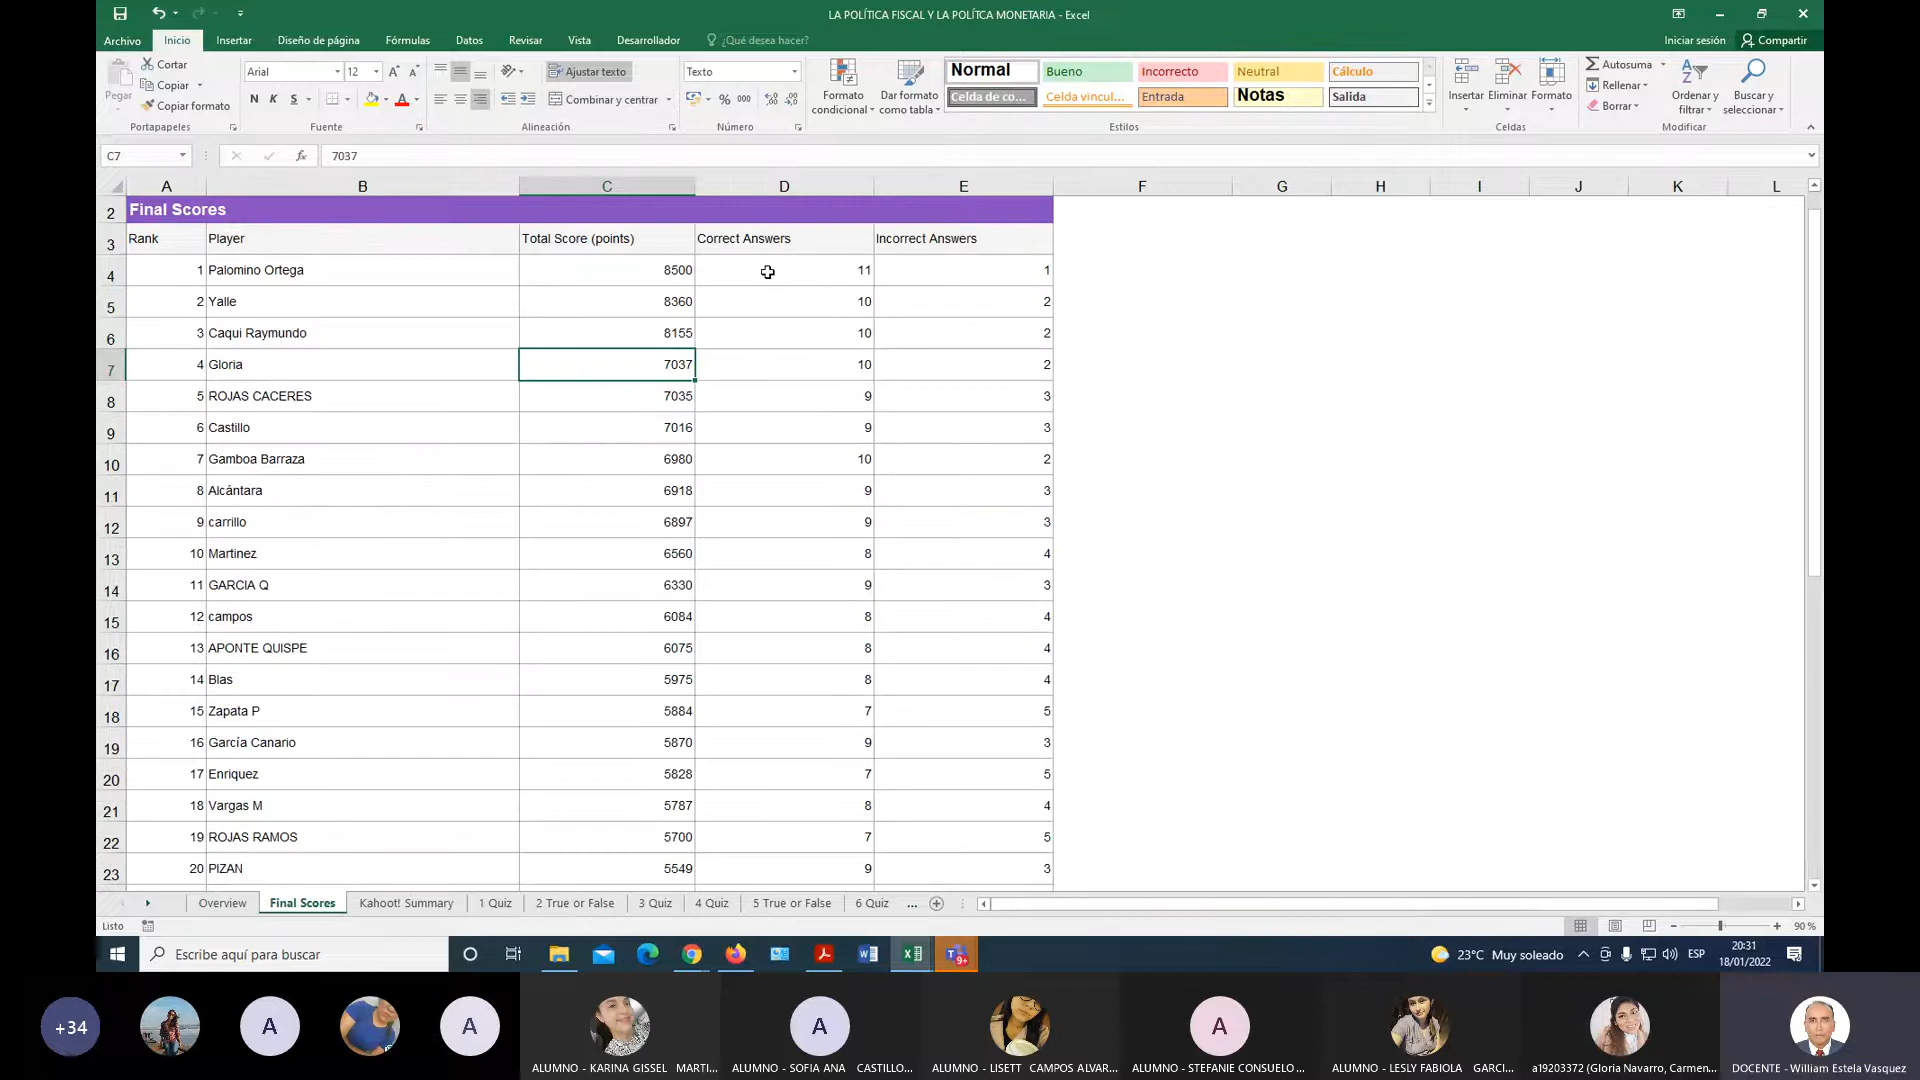 LA POLÍTICA FISCAL Y LA POLÍTCA MONETARIA - Excel
Archivo Inicio Insertar Diseño de página Fórmulas Datos Revisar Vista Desarrollador ¿Qué desea hacer? Iniciar sesión Compartir
Pegar
Cortar
Copiar
Copiar formato
Portapapeles
Arial 12
N K S
Fuente
Ajustar texto
Combinar y centrar
Alineación
Texto
% 000
Número
Formato condicional
Dar formato como tabla
Normal Bueno Incorrecto Neutral Cálculo
Celda de co... Celda vincul... Entrada Notas Salida
Estilos
Insertar Eliminar Formato
Celdas
Autosuma
Rellenar
Borrar
Ordenar y filtrar
Buscar y seleccionar
Modificar
C7 fx 7037
A B C D E F G H I J K L
2 Final Scores
3 Rank Player Total Score (points) Correct Answers Incorrect Answers
4 1 Palomino Ortega 8500 11 1
5 2 Yalle 8360 10 2
6 3 Caqui Raymundo 8155 10 2
7 4 Gloria 7037 10 2
8 5 ROJAS CACERES 7035 9 3
9 6 Castillo 7016 9 3
10 7 Gamboa Barraza 6980 10 2
11 8 Alcántara 6918 9 3
12 9 carrillo 6897 9 3
13 10 Martinez 6560 8 4
14 11 GARCIA Q 6330 9 3
15 12 campos 6084 8 4
16 13 APONTE QUISPE 6075 8 4
17 14 Blas 5975 8 4
18 15 Zapata P 5884 7 5
19 16 García Canario 5870 9 3
20 17 Enriquez 5828 7 5
21 18 Vargas M 5787 8 4
22 19 ROJAS RAMOS 5700 7 5
23 20 PIZAN 5549 9 3
Overview Final Scores Kahoot! Summary 1 Quiz 2 True or False 3 Quiz 4 Quiz 5 True or False 6 Quiz ...
Listo 90 %
Escribe aquí para buscar 9+ 23°C Muy soleado ESP 20:31
18/01/2022
+34 A A A A
ALUMNO - KARINA GISSEL MARTI... ALUMNO - SOFIA ANA CASTILLO... ALUMNO - LISETT CAMPOS ALVAR... ALUMNO - STEFANIE CONSUELO ... ALUMNO - LESLY FABIOLA GARCI... a19203372 (Gloria Navarro, Carmen... DOCENTE - William Estela Vasquez